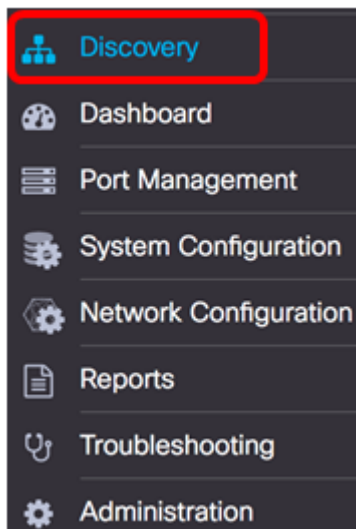 Discovery
Dashboard
Port Management
System Configuration
Network Configuration
Reports
Troubleshooting
Administration